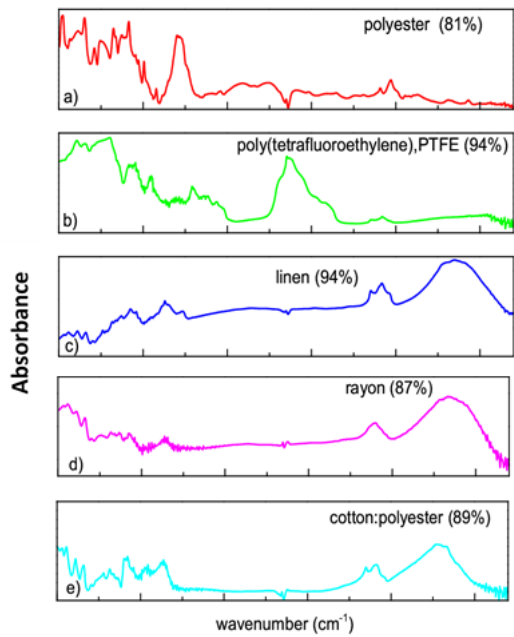 polyester (81%)
a)
poly(tetrafluoroethylene),PTFE (94%)
b)
linen (94%)
c)
Absorbance
rayon (87%)
d)
cotton:polyester (89%)
e)
wavenumber (cm⁻¹)